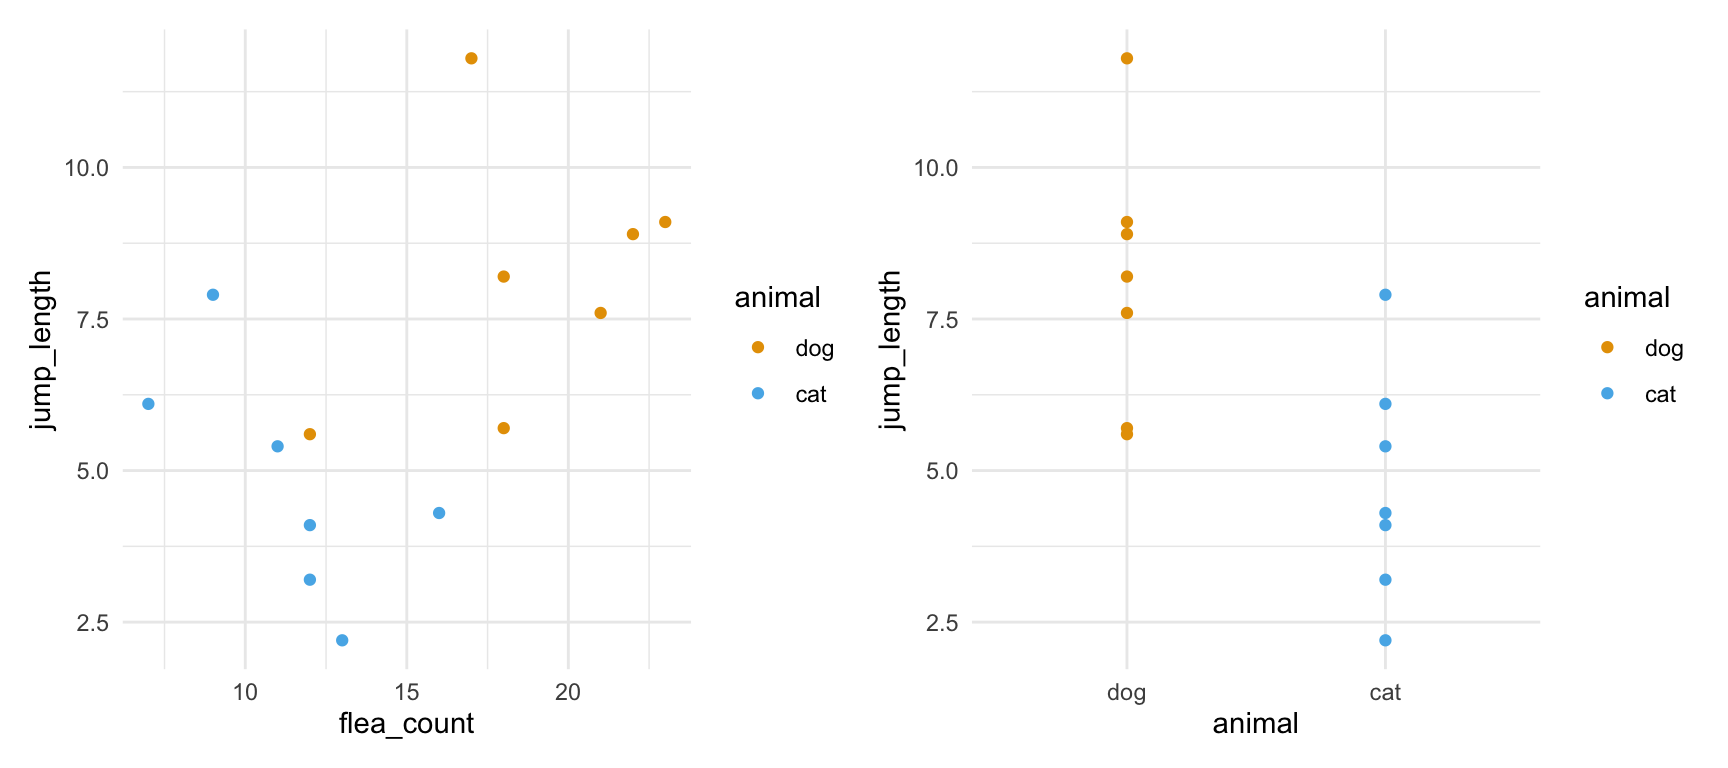 10.0
7.5
5.0
2.5
jump_length
10 15 20
flea_count
animal
dog
cat
10.0
7.5
5.0
2.5
jump_length
dog cat
animal
animal
dog
cat